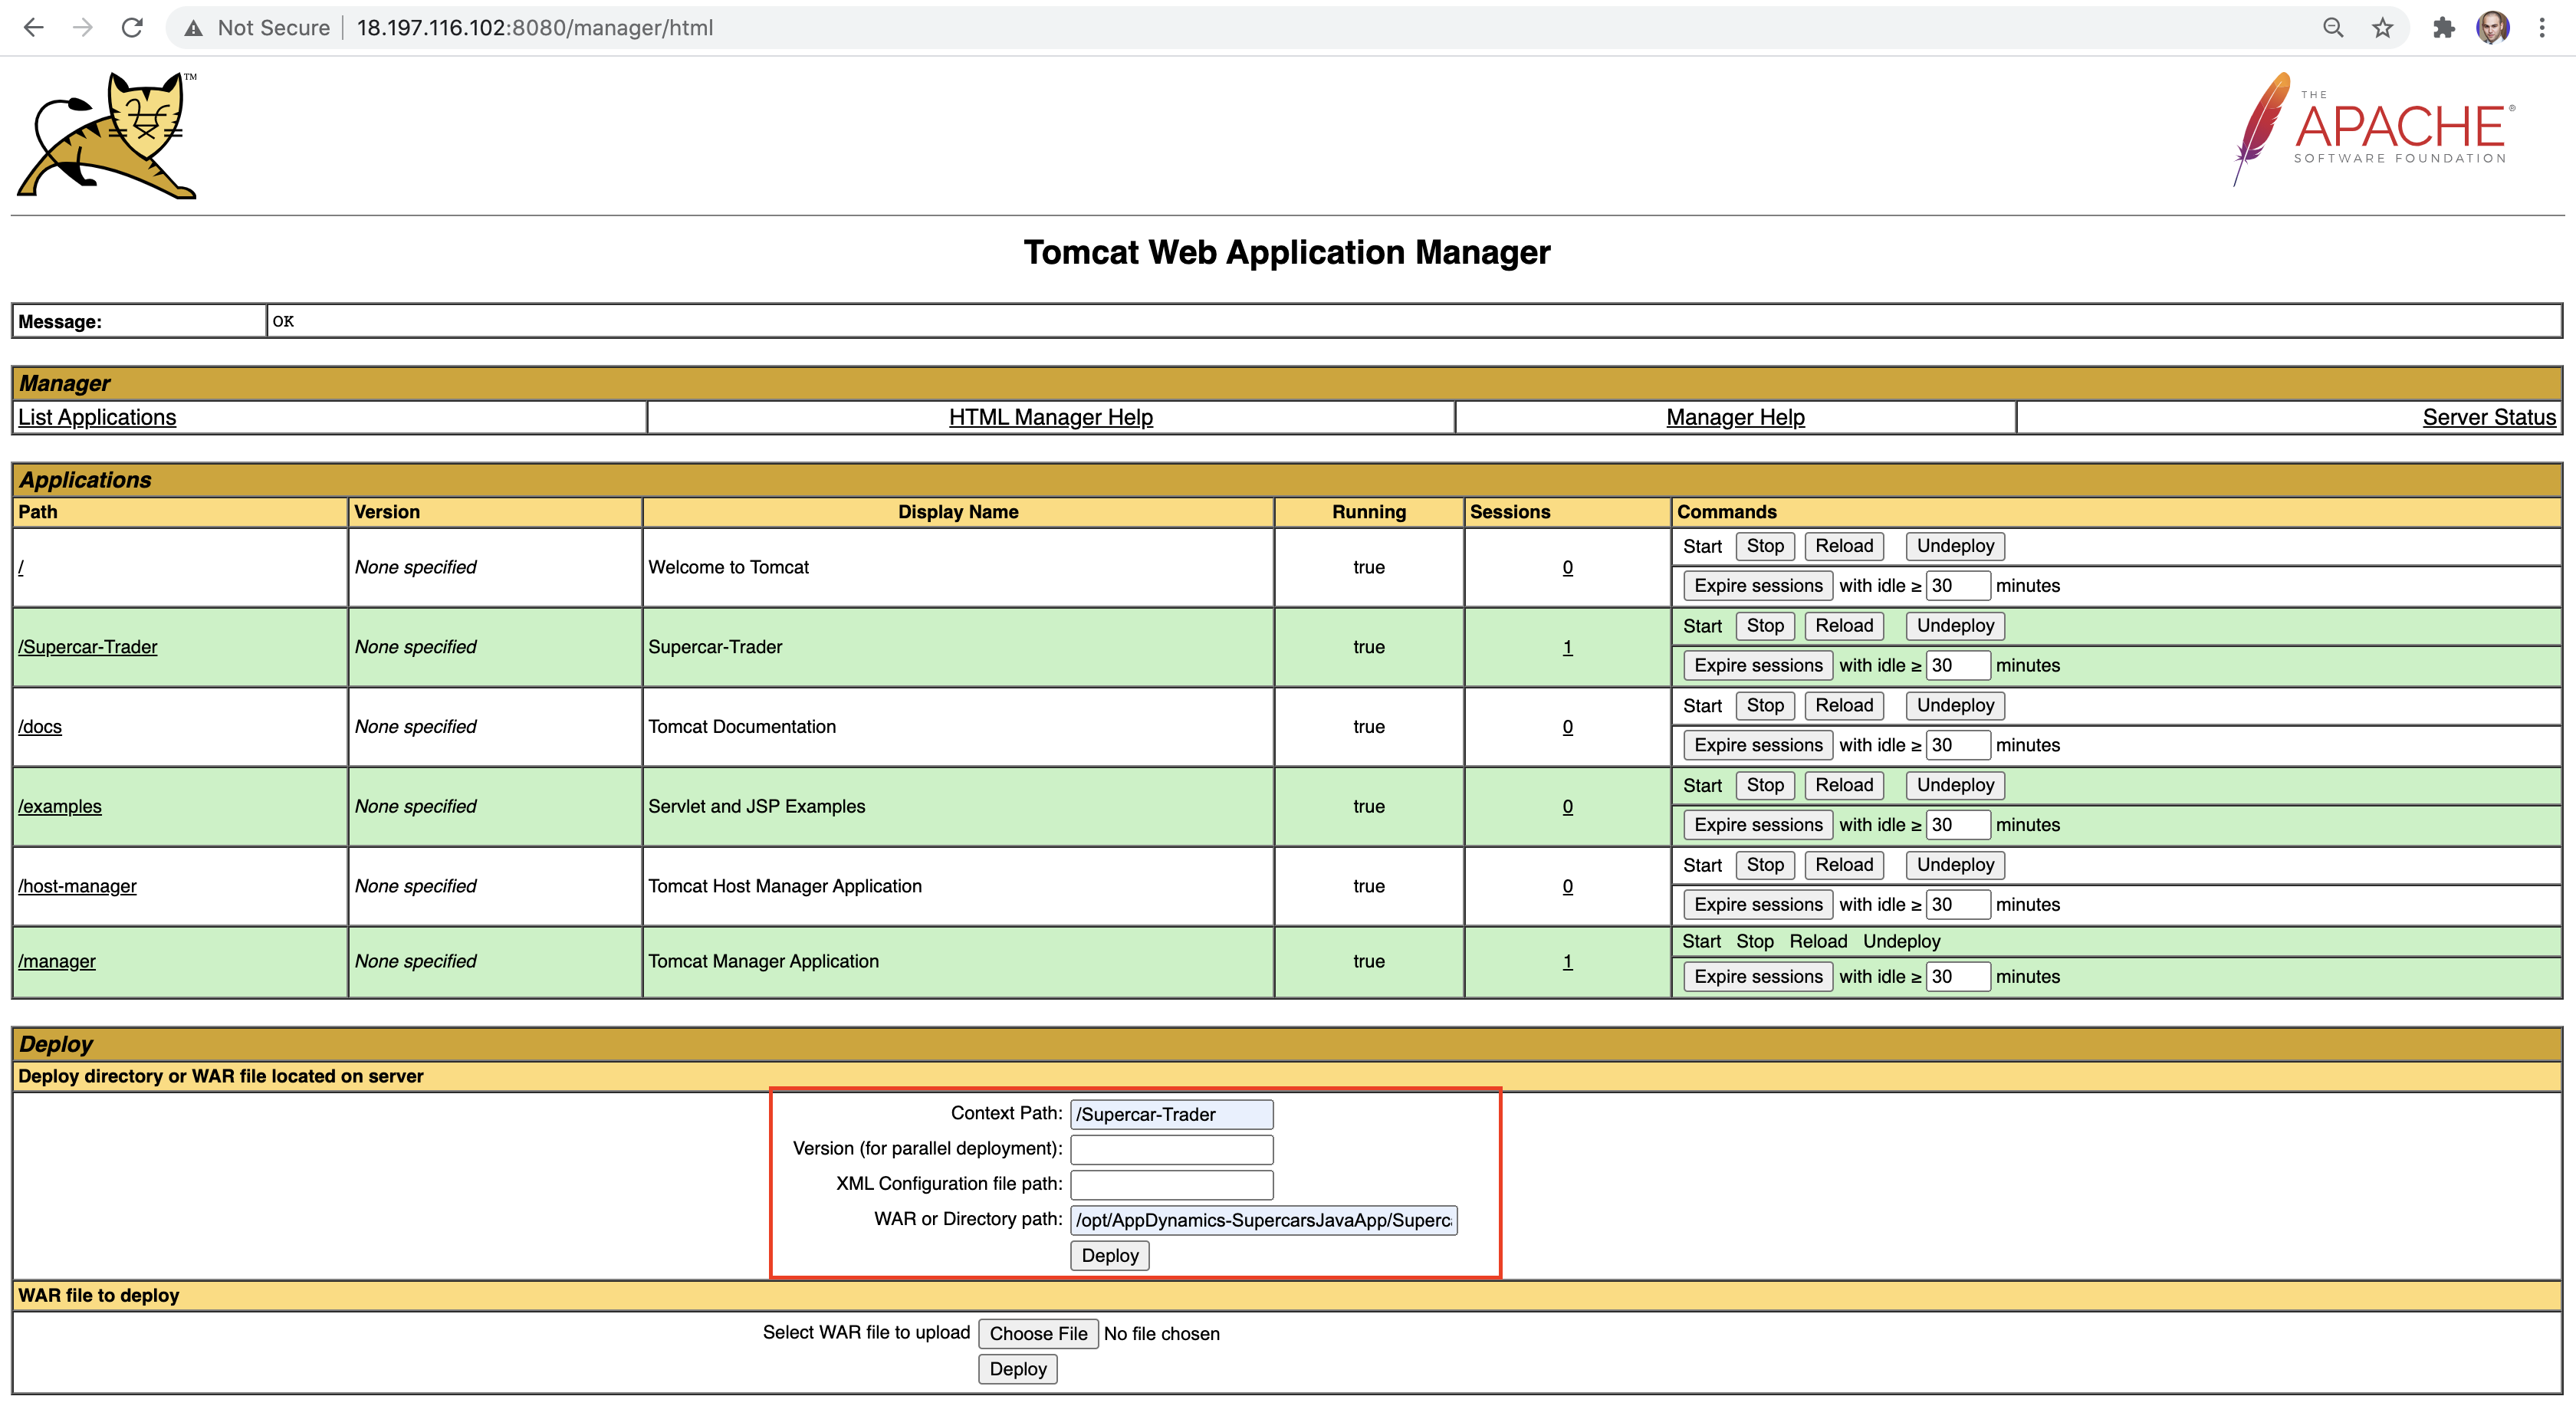 Not Secure | 18.197.116.102:8080/manager/html
TM
THE
APACHE®
SOFTWARE FOUNDATION
Tomcat Web Application Manager
Message: OK
Manager
List Applications HTML Manager Help Manager Help Server Status
Applications
Path Version Display Name Running Sessions Commands
/ None specified Welcome to Tomcat true 0 Start Stop Reload Undeploy
Expire sessions with idle ≥ 30 minutes
/Supercar-Trader None specified Supercar-Trader true 1 Start Stop Reload Undeploy
Expire sessions with idle ≥ 30 minutes
/docs None specified Tomcat Documentation true 0 Start Stop Reload Undeploy
Expire sessions with idle ≥ 30 minutes
/examples None specified Servlet and JSP Examples true 0 Start Stop Reload Undeploy
Expire sessions with idle ≥ 30 minutes
/host-manager None specified Tomcat Host Manager Application true 0 Start Stop Reload Undeploy
Expire sessions with idle ≥ 30 minutes
/manager None specified Tomcat Manager Application true 1 Start Stop Reload Undeploy
Expire sessions with idle ≥ 30 minutes
Deploy
Deploy directory or WAR file located on server
Context Path: /Supercar-Trader
Version (for parallel deployment):
XML Configuration file path:
WAR or Directory path: /opt/AppDynamics-SupercarsJavaApp/Superc
Deploy
WAR file to deploy
Select WAR file to upload Choose File No file chosen
Deploy